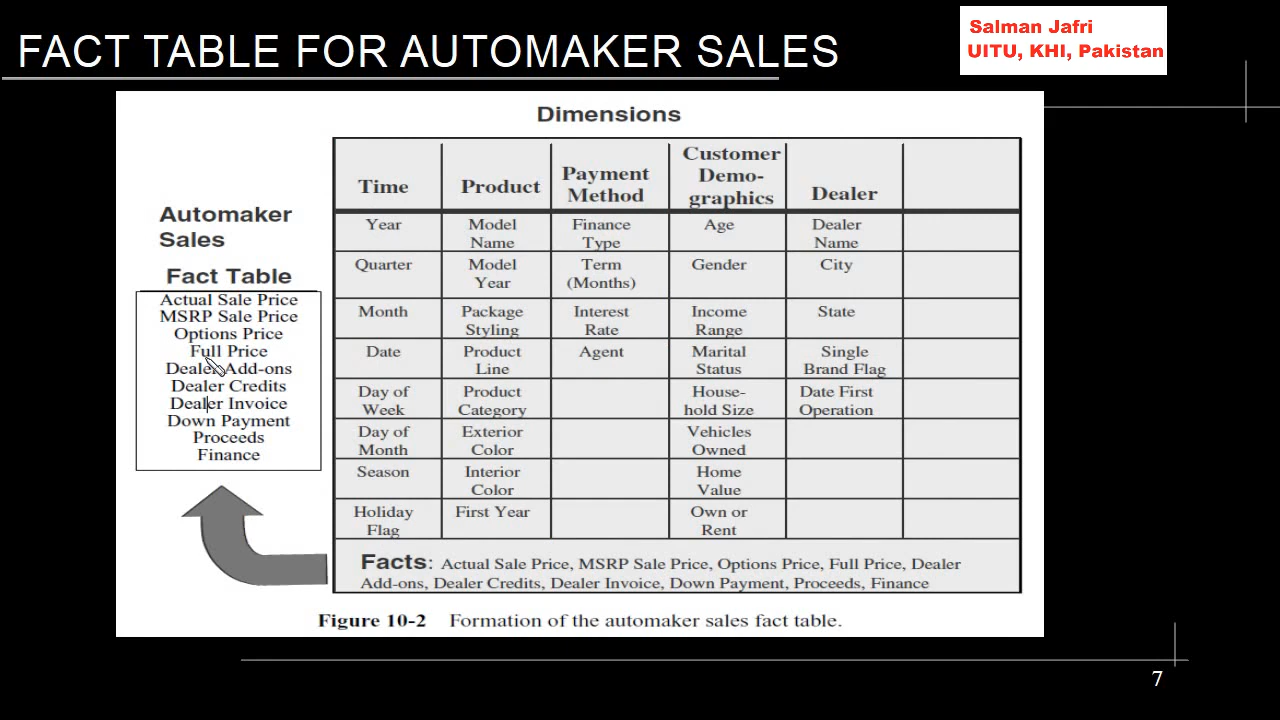 FACT TABLE FOR AUTOMAKER SALES
Salman Jafri
UITU, KHI, Pakistan
Dimensions
Automaker
Sales
Fact Table
Actual Sale Price
MSRP Sale Price
Options Price
Full Price
Dealer Add-ons
Dealer Credits
Dealer Invoice
Down Payment
Proceeds
Finance
Time
Product
Payment
Method
Customer
Demo-
graphics
Dealer
Year
Model
Name
Finance
Type
Age
Dealer
Name
Quarter
Model
Year
Term
(Months)
Gender
City
Month
Package
Styling
Interest
Rate
Income
Range
State
Date
Product
Line
Agent
Marital
Status
Single
Brand Flag
Day of
Week
Product
Category
House-
hold Size
Date First
Operation
Day of
Month
Exterior
Color
Vehicles
Owned
Season
Interior
Color
Home
Value
Holiday
Flag
First Year
Own or
Rent
Facts: Actual Sale Price, MSRP Sale Price, Options Price, Full Price, Dealer
Add-ons, Dealer Credits, Dealer Invoice, Down Payment, Proceeds, Finance
Figure 10-2 Formation of the automaker sales fact table.
7